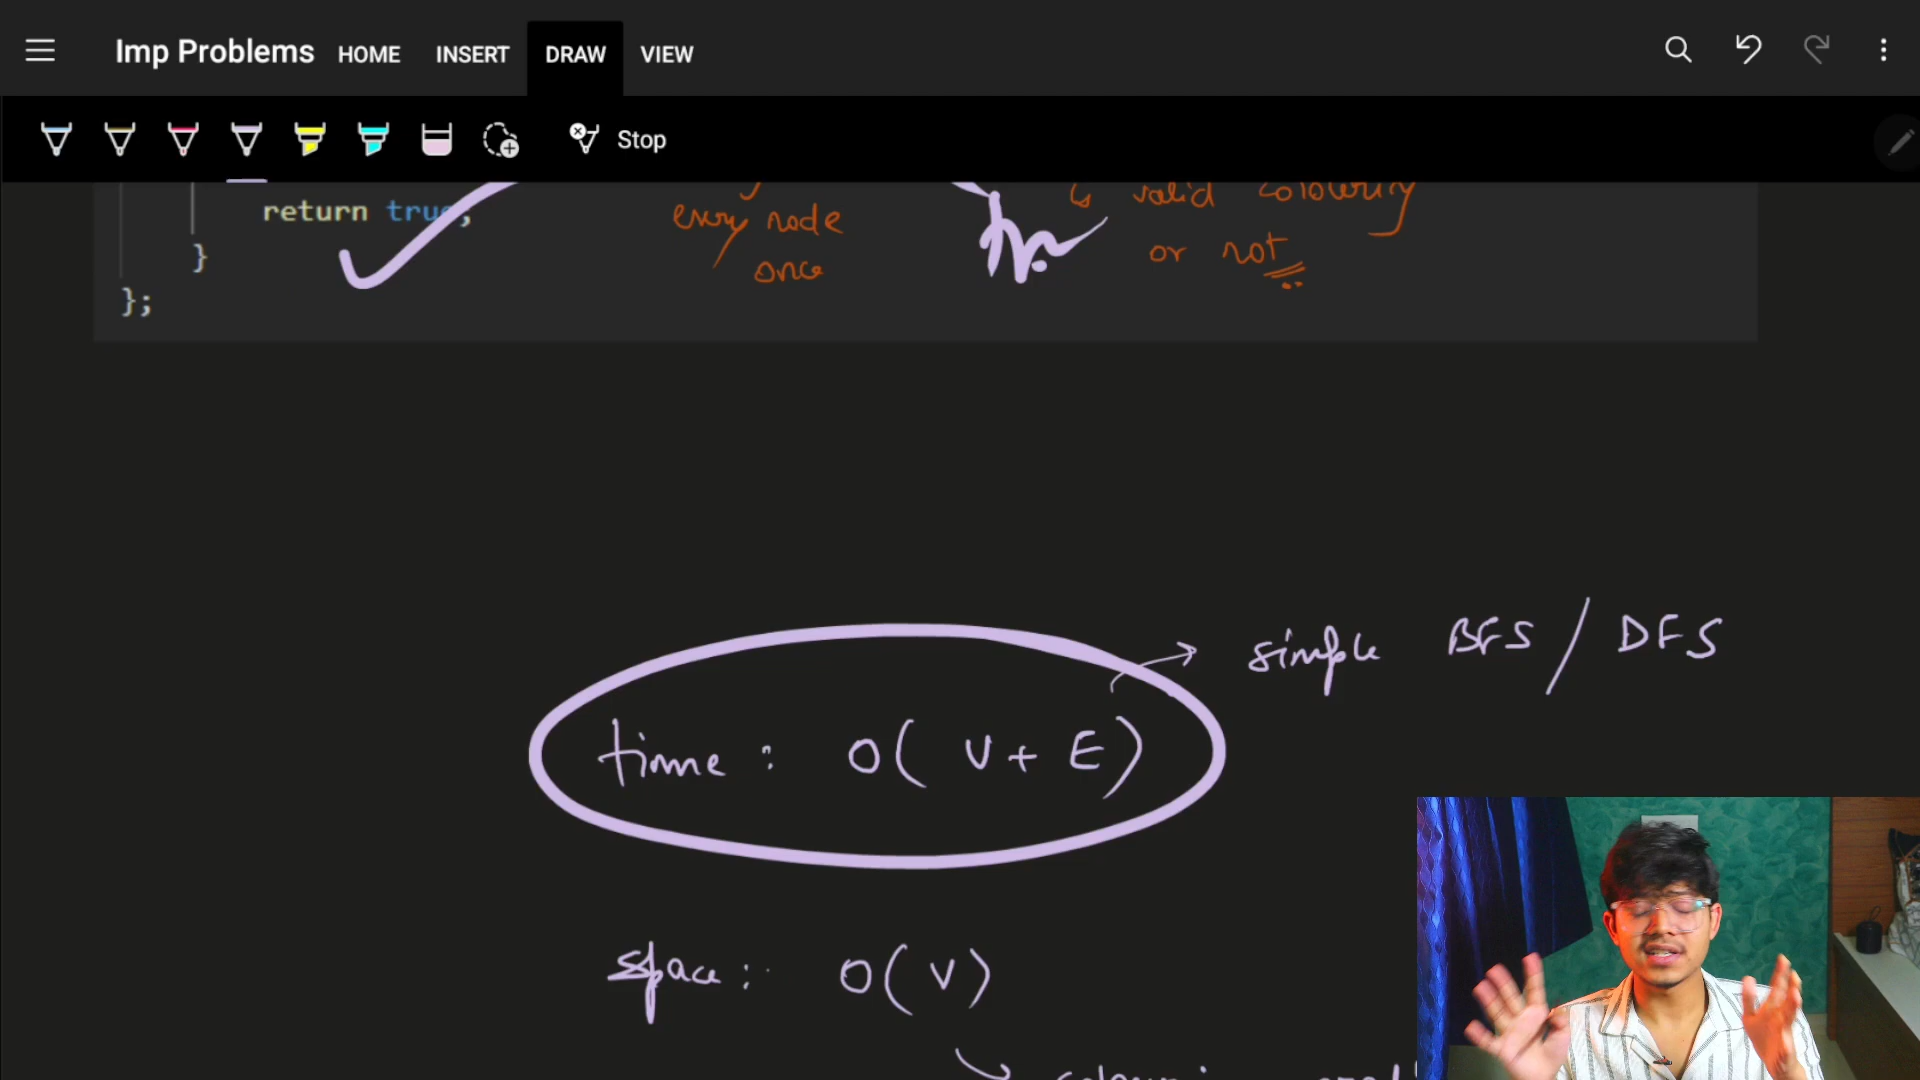 Imp Problems HOME INSERT DRAW VIEW
Stop
return true;
}
};
every node
once
valid colouring
or not
simple BFS / DFS
time : O( V + E )
space : O( V )